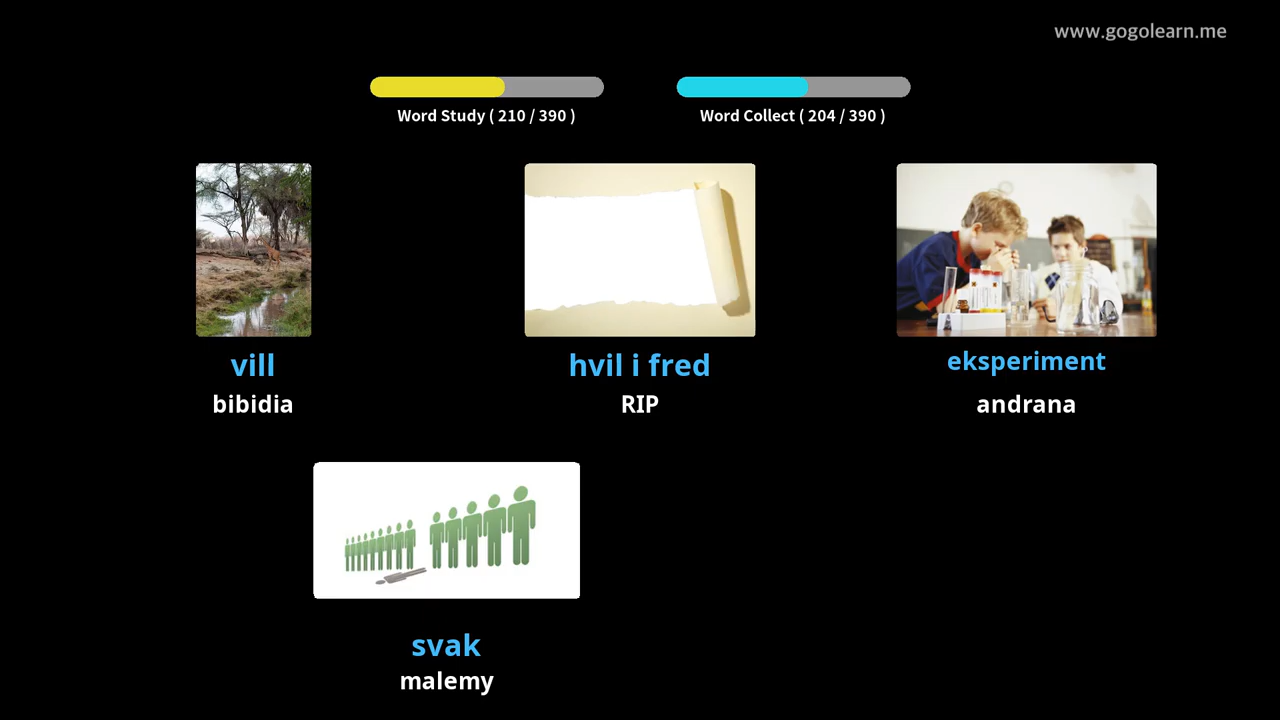 www.gogolearn.me
Word Study ( 210 / 390 )
Word Collect ( 204 / 390 )
vill
bibidia
hvil i fred
RIP
eksperiment
andrana
svak
malemy